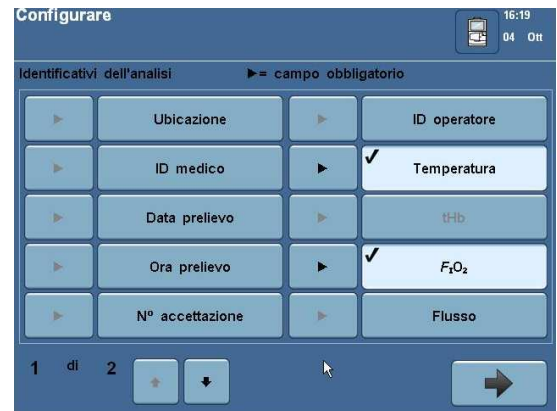 Configurare
16:19
04 Ott
Identificativi dell'analisi ►= campo obbligatorio
► Ubicazione ► ID operatore
► ID medico ► ✓ Temperatura
► Data prelievo ► tHb
► Ora prelievo ► ✓ FIO₂
► Nº accettazione ► Flusso
1 di 2